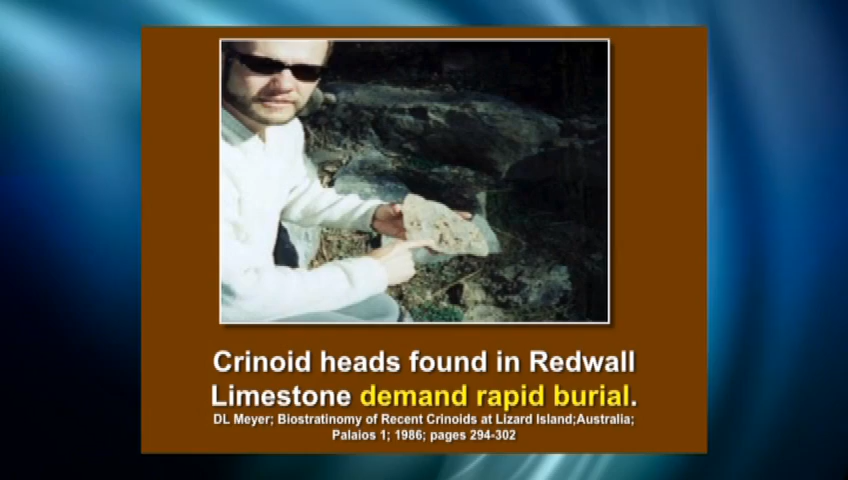 Crinoid heads found in Redwall
Limestone demand rapid burial.
DL Meyer; Biostratinomy of Recent Crinoids at Lizard Island;Australia;
Palaios 1; 1986; pages 294-302